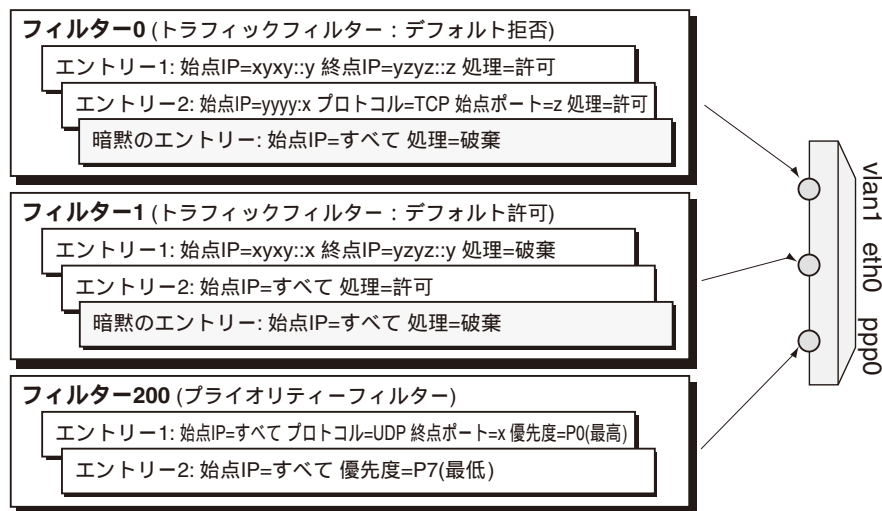 フィルター0 (トラフィックフィルター：デフォルト拒否)
エントリー1: 始点IP=xyxy::y 終点IP=yzyz::z 処理=許可
エントリー2: 始点IP=yyyy:x プロトコル=TCP 始点ポート=z 処理=許可
暗黙のエントリー: 始点IP=すべて 処理=破棄
フィルター1 (トラフィックフィルター：デフォルト許可)
エントリー1: 始点IP=xyxy::x 終点IP=yzyz::y 処理=破棄
エントリー2: 始点IP=すべて 処理=許可
暗黙のエントリー: 始点IP=すべて 処理=破棄
フィルター200 (プライオリティーフィルター)
エントリー1: 始点IP=すべて プロトコル=UDP 終点ポート=x 優先度=P0(最高)
エントリー2: 始点IP=すべて 優先度=P7(最低)
vlan1 eth0 ppp0